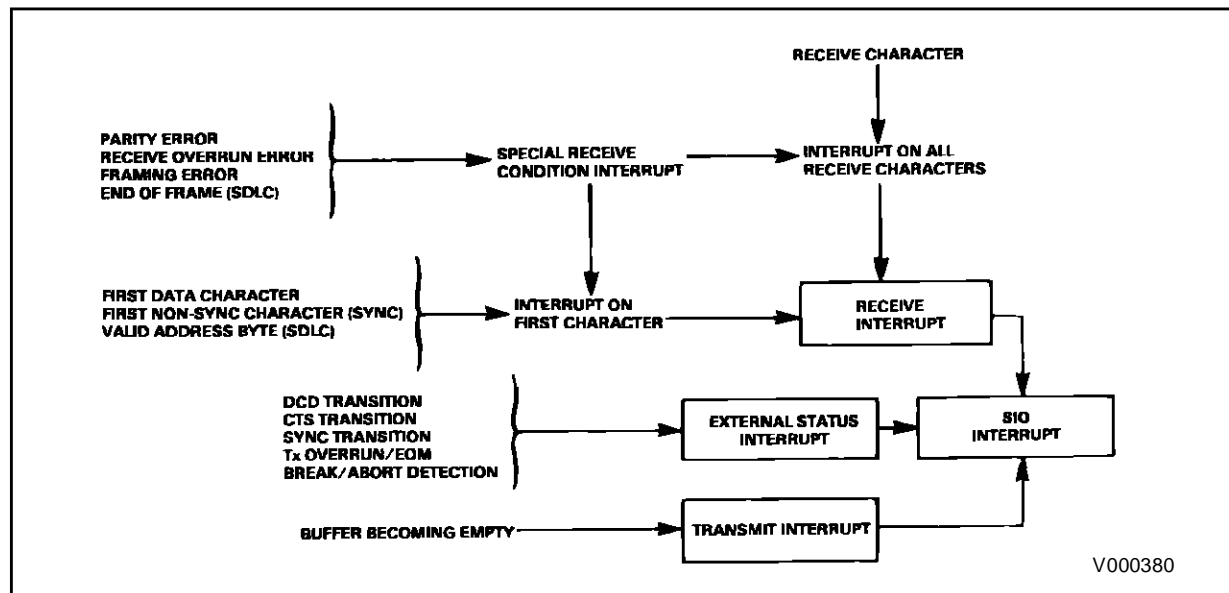 RECEIVE CHARACTER
PARITY ERROR
RECEIVE OVERRUN ERROR
FRAMING ERROR
END OF FRAME (SDLC)
SPECIAL RECEIVE
CONDITION INTERRUPT
INTERRUPT ON ALL
RECEIVE CHARACTERS
FIRST DATA CHARACTER
FIRST NON-SYNC CHARACTER (SYNC)
VALID ADDRESS BYTE (SDLC)
INTERRUPT ON
FIRST CHARACTER
RECEIVE
INTERRUPT
DCD TRANSITION
CTS TRANSITION
SYNC TRANSITION
Tx OVERRUN/EOM
BREAK/ABORT DETECTION
EXTERNAL STATUS
INTERRUPT
SIO
INTERRUPT
BUFFER BECOMING EMPTY
TRANSMIT INTERRUPT
V000380